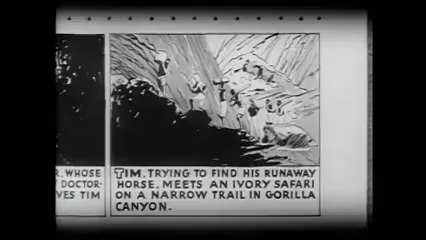 R, WHOSE
DOCTOR-
VES TIM
TIM, TRYING TO FIND HIS RUNAWAY
HORSE, MEETS AN IVORY SAFARI
ON A NARROW TRAIL IN GORILLA
CANYON.